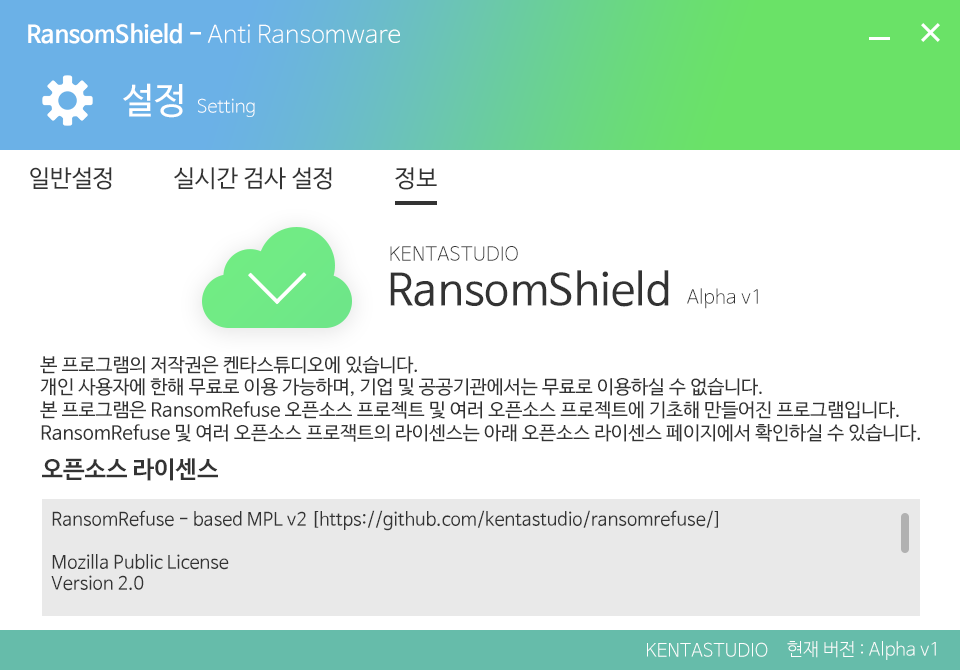 RansomShield - Anti Ransomware
설정 Setting
일반설정 실시간 검사 설정 정보
KENTASTUDIO
RansomShield Alpha v1
본 프로그램의 저작권은 켄타스튜디오에 있습니다.
개인 사용자에 한해 무료로 이용 가능하며, 기업 및 공공기관에서는 무료로 이용하실 수 없습니다.
본 프로그램은 RansomRefuse 오픈소스 프로젝트 및 여러 오픈소스 프로젝트에 기초해 만들어진 프로그램입니다.
RansomRefuse 및 여러 오픈소스 프로잭트의 라이센스는 아래 오픈소스 라이센스 페이지에서 확인하실 수 있습니다.
오픈소스 라이센스
RansomRefuse - based MPL v2 [https://github.com/kentastudio/ransomrefuse/]
Mozilla Public License
Version 2.0
KENTASTUDIO 현재 버전 : Alpha v1